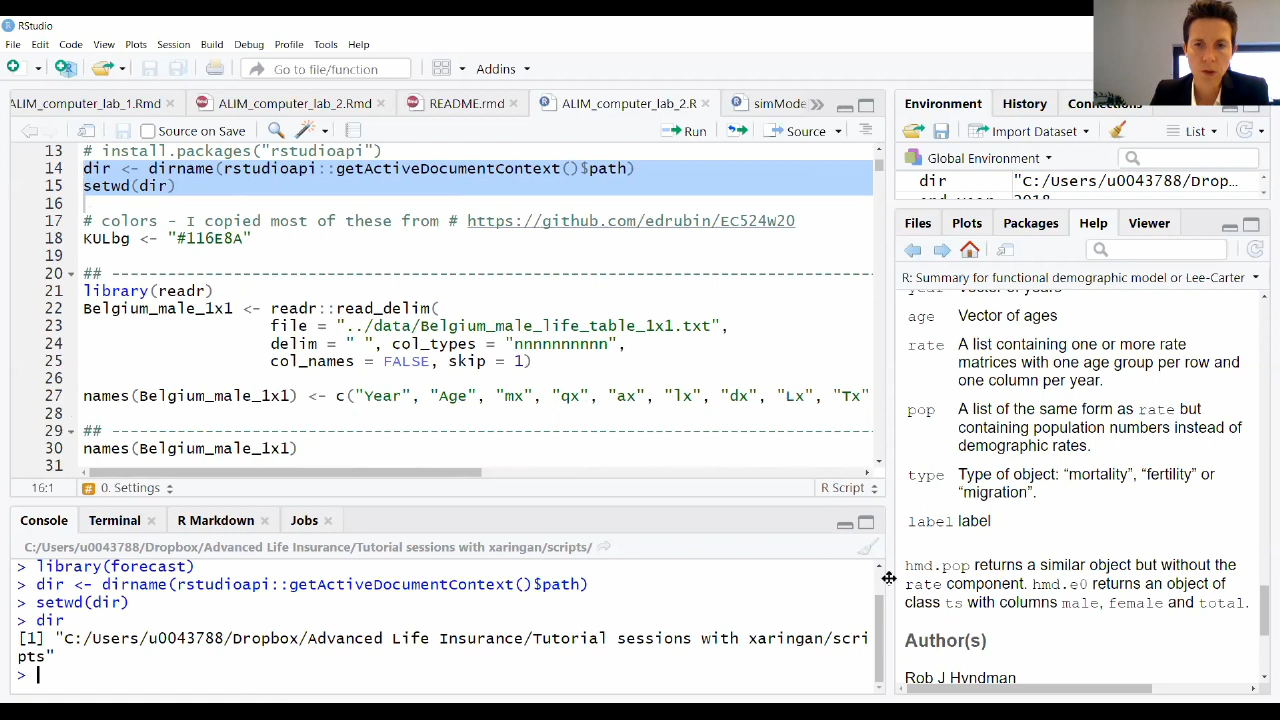 RStudio
File Edit Code View Plots Session Build Debug Profile Tools Help
Go to file/function Addins
ALIM_computer_lab_1.Rmd ALIM_computer_lab_2.Rmd README.rmd ALIM_computer_lab_2.R simMode
Source on Save Run Source
13 # install.packages("rstudioapi")
14 dir <- dirname(rstudioapi::getActiveDocumentContext()$path)
15 setwd(dir)
16
17 # colors - I copied most of these from # https://github.com/edrubin/EC524W20
18 KULbg <- "#116E8A"
19
20 ## ----------------------------------------------------------------------------------
21 library(readr)
22 Belgium_male_1x1 <- readr::read_delim(
23 file = "../data/Belgium_male_life_table_1x1.txt",
24 delim = " ", col_types = "nnnnnnnnnn",
25 col_names = FALSE, skip = 1)
26
27 names(Belgium_male_1x1) <- c("Year", "Age", "mx", "qx", "ax", "lx", "dx", "Lx", "Tx"
28
29 ## ----------------------------------------------------------------------------------
30 names(Belgium_male_1x1)
31
16:1 # 0. Settings R Script
Console Terminal R Markdown Jobs
C:/Users/u0043788/Dropbox/Advanced Life Insurance/Tutorial sessions with xaringan/scripts/
> library(forecast)
> dir <- dirname(rstudioapi::getActiveDocumentContext()$path)
> setwd(dir)
> dir
[1] "C:/Users/u0043788/Dropbox/Advanced Life Insurance/Tutorial sessions with xaringan/scri
pts"
>
Environment History
Import Dataset List
Global Environment
dir "C:/Users/u0043788/Drop…
2018
Files Plots Packages Help Viewer
R: Summary for functional demographic model or Lee-Carter
year Vector of years
age Vector of ages
rate A list containing one or more rate
matrices with one age group per row and
one column per year.
pop A list of the same form as rate but
containing population numbers instead of
demographic rates.
type Type of object: “mortality”, “fertility” or
“migration”.
label label
hmd.pop returns a similar object but without the
rate component. hmd.e0 returns an object of
class ts with columns male, female and total.
Author(s)
Rob J Hyndman